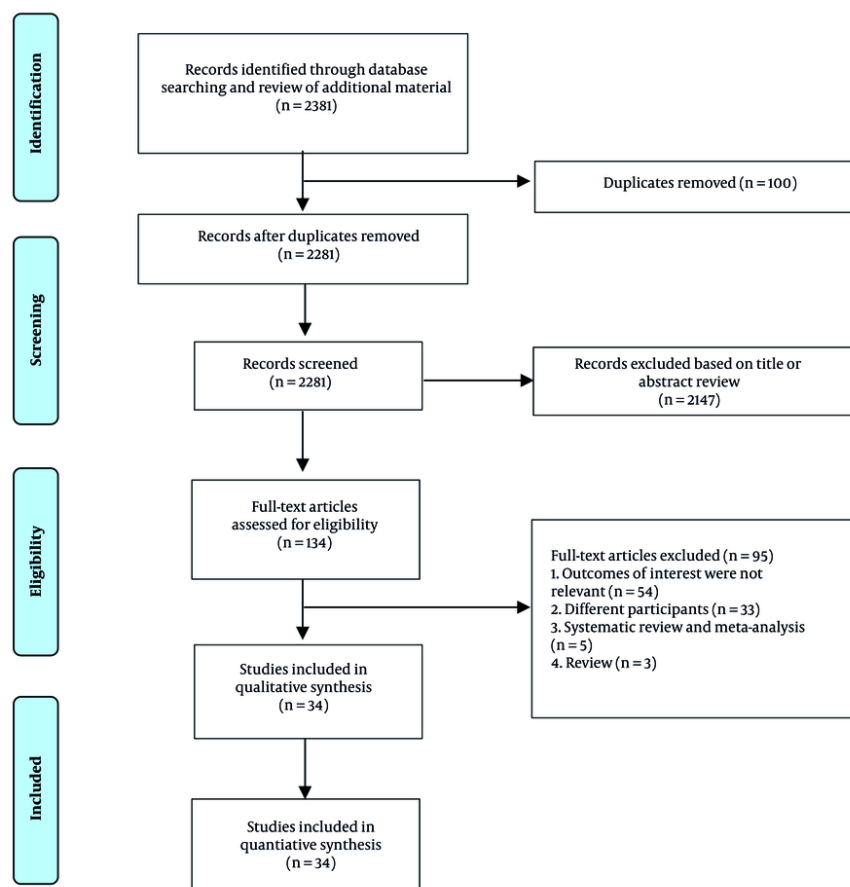 Identification
Records identified through database
searching and review of additional material
(n = 2381)
Duplicates removed (n = 100)
Records after duplicates removed
(n = 2281)
Screening
Records screened
(n = 2281)
Records excluded based on title or
abstract review
(n = 2147)
Eligibility
Full-text articles
assessed for eligibility
(n = 134)
Full-text articles excluded (n = 95)
1. Outcomes of interest were not
relevant (n = 54)
2. Different participants (n = 33)
3. Systematic review and meta-analysis
(n = 5)
4. Review (n = 3)
Studies included in
qualitative synthesis
(n = 34)
Included
Studies included in
quantiative synthesis
(n = 34)